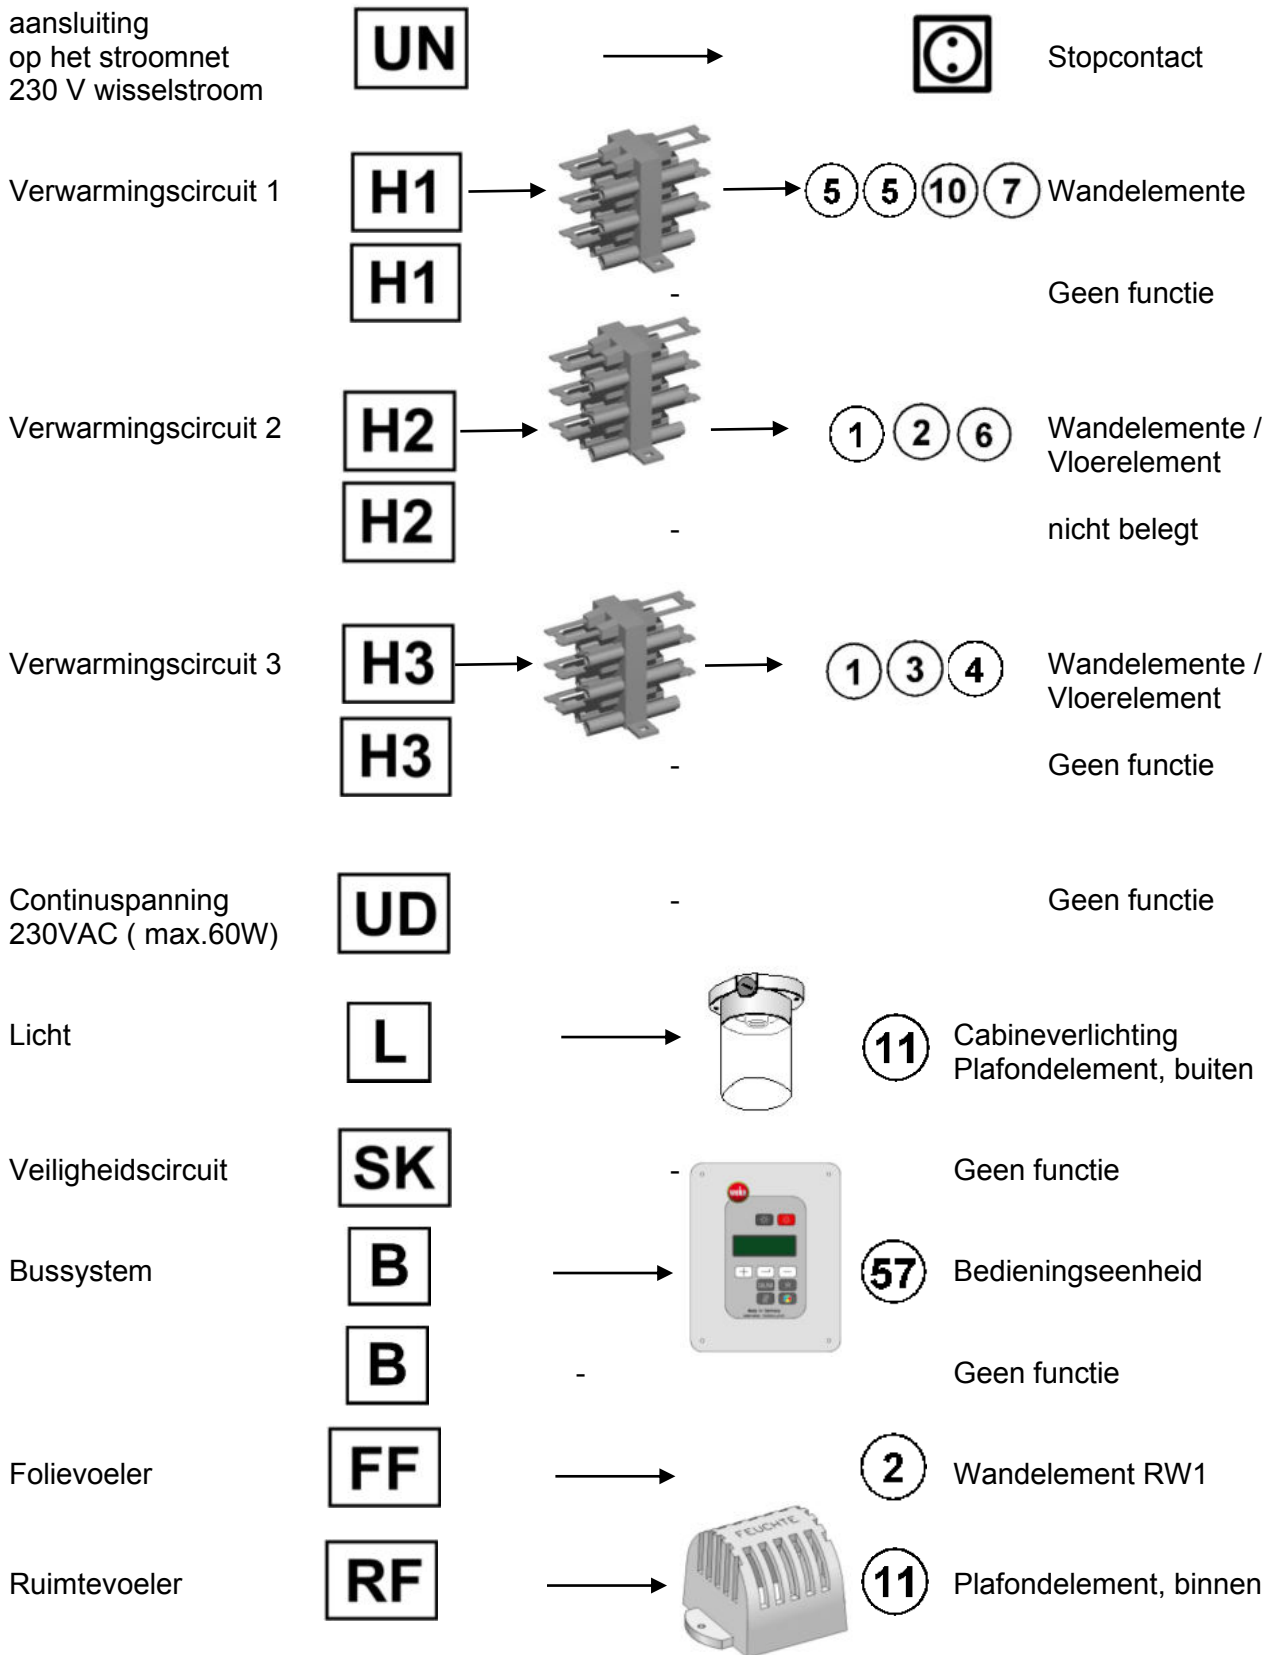 aansluiting
op het stroomnet
230 V wisselstroom
UN
Stopcontact
Verwarmingscircuit 1
H1
5 5 10 7
Wandelemente
H1
-
Geen functie
Verwarmingscircuit 2
H2
1 2 6
Wandelemente /
Vloerelement
H2
-
nicht belegt
Verwarmingscircuit 3
H3
1 3 4
Wandelemente /
Vloerelement
H3
-
Geen functie
Continuspanning
230VAC ( max.60W)
UD
-
Geen functie
Licht
L
11
Cabineverlichting
Plafondelement, buiten
Veiligheidscircuit
SK
-
Geen functie
Bussystem
B
57
Bedieningseenheid
B
-
Geen functie
Folievoeler
FF
2
Wandelement RW1
Ruimtevoeler
RF
FEUCHTE
11
Plafondelement, binnen